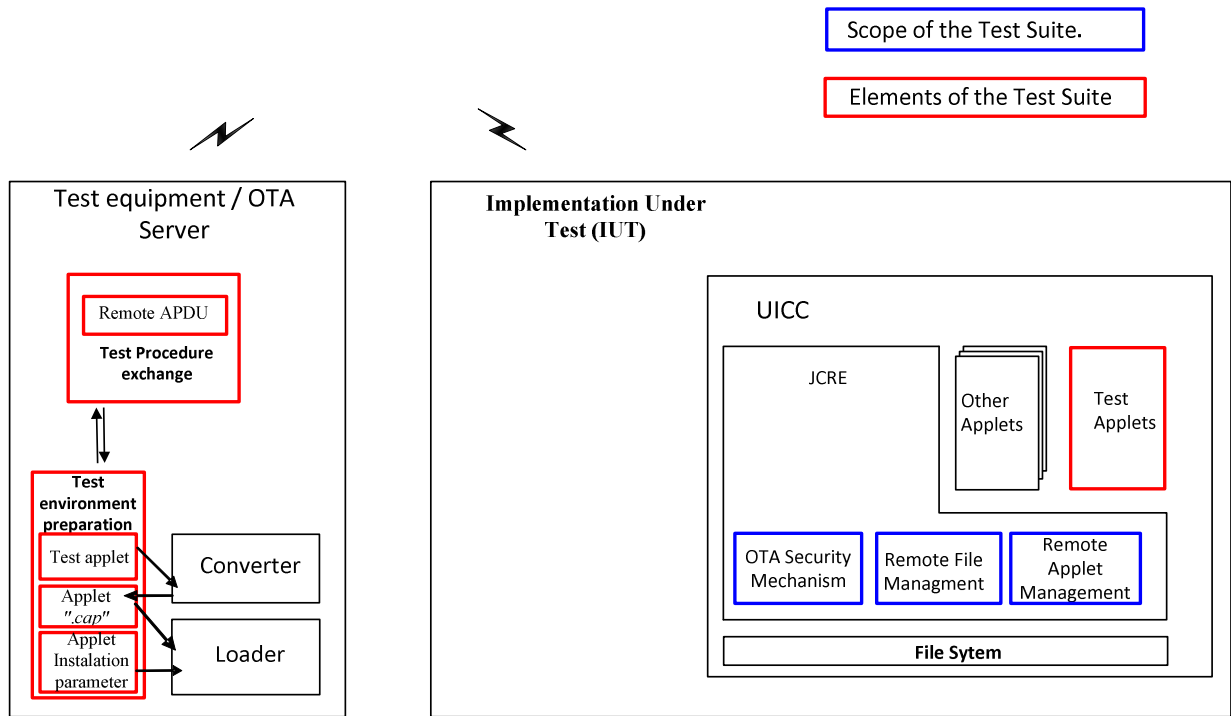 Scope of the Test Suite.
Elements of the Test Suite
Test equipment / OTA
Server
Remote APDU
Test Procedure
exchange
Test
environment
preparation
Test applet
Applet
".cap"
Applet
Instalation
parameter
Converter
Loader
Implementation Under
Test (IUT)
UICC
JCRE
Other
Applets
Test
Applets
OTA Security
Mechanism
Remote File
Managment
Remote
Applet
Management
File Sytem